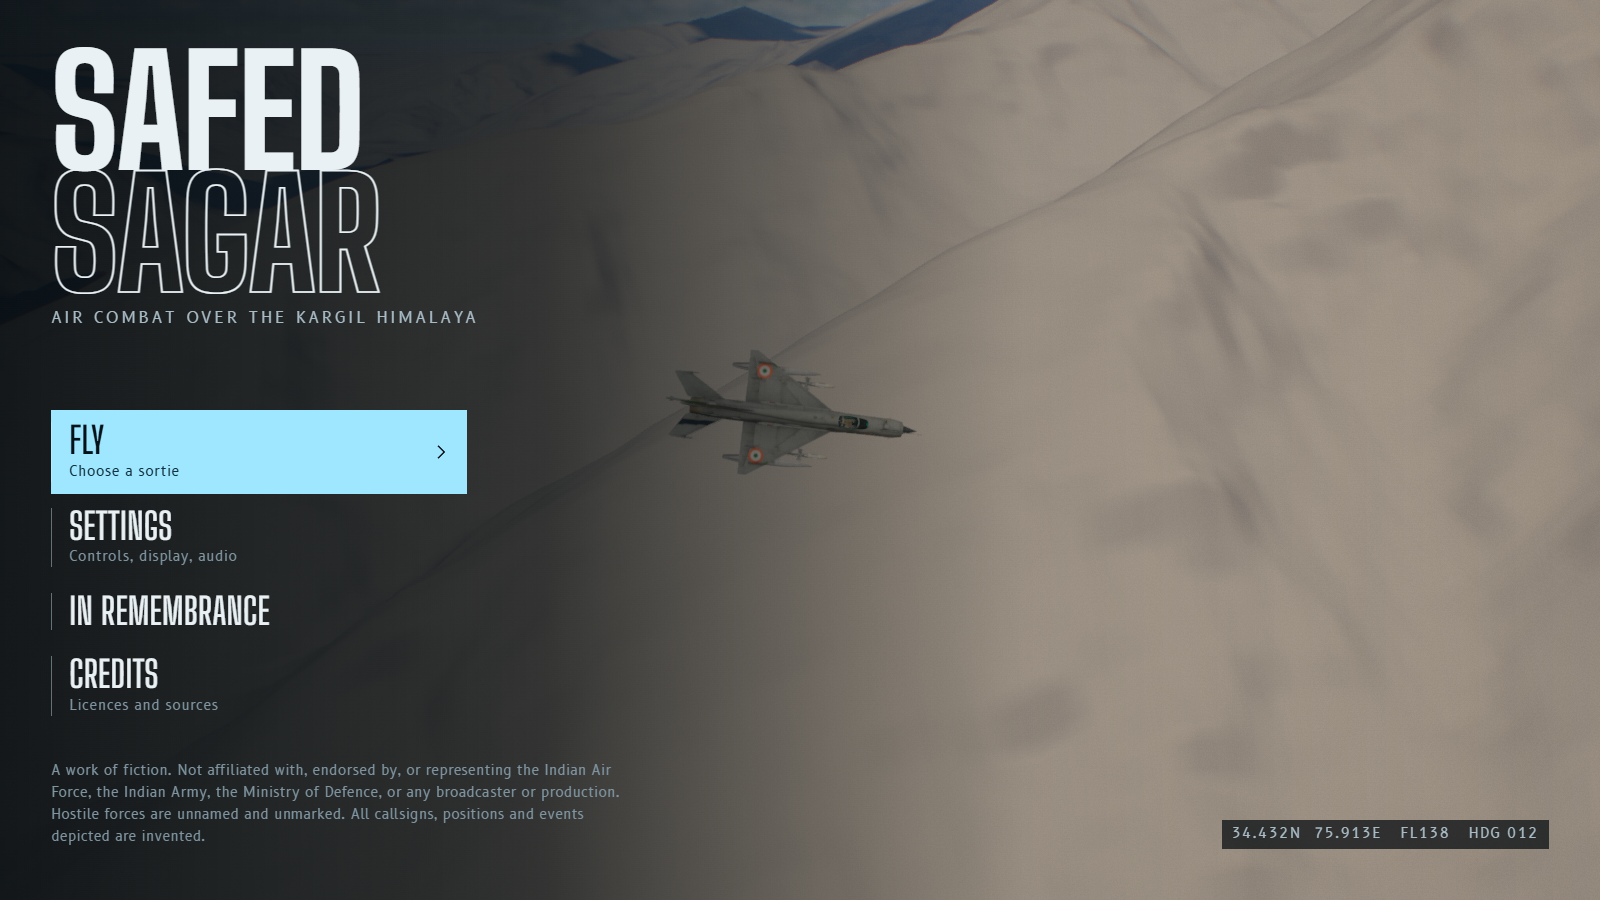 SAFED
SAGAR
AIR COMBAT OVER THE KARGIL HIMALAYA
FLY
Choose a sortie
SETTINGS
Controls, display, audio
IN REMEMBRANCE
CREDITS
Licences and sources
A work of fiction. Not affiliated with, endorsed by, or representing the Indian Air
Force, the Indian Army, the Ministry of Defence, or any broadcaster or production.
Hostile forces are unnamed and unmarked. All callsigns, positions and events
depicted are invented.
34.432N 75.913E FL138 HDG 012